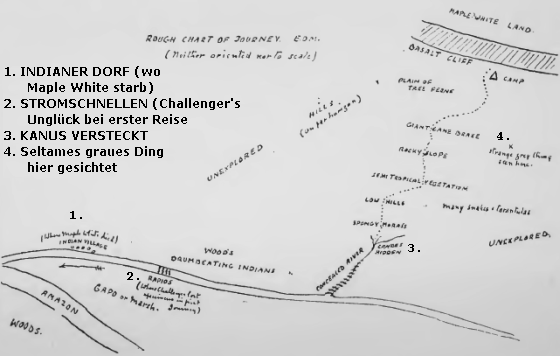 ROUGH CHART OF JOURNEY. EDM.
(Neither oriented nor to scale)
MAPLE WHITE LAND.
BASALT CLIFF
CAMP
1. INDIANER DORF (wo
Maple White starb)
2. STROMSCHNELLEN (Challenger's
Unglück bei erster Reise
3. KANUS VERSTECKT
4. Seltames graues Ding
hier gesichtet
PLAIN OF
TREE FERNS
HILLS
UNEXPLORED
GIANT CANE BRAKE
4.
x
strange grey thing
seen here
ROCKY SLOPE
SEMI TROPICAL VEGETATION
LOW HILLS
many snakes & tarantulas
SPONGY MORASS
UNEXPLORED
CANOES
HIDDEN
3.
1.
(Where Maple White died)
INDIAN VILLAGE
WOODS
DRUMBEATING INDIANS
CONCEALED RIVER
2.
RAPIDS
(Where Challenger lost
specimens in first
Journey)
GAPO or Marsh.
AMAZON
WOODS.